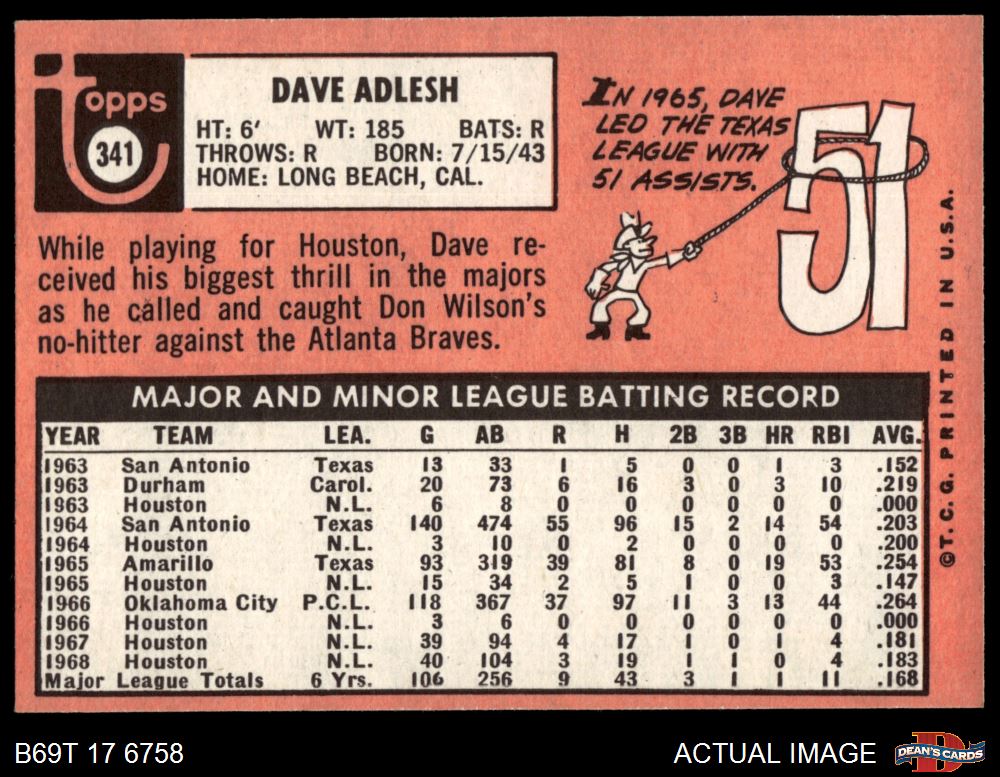 topps
341
DAVE ADLESH
HT: 6' WT: 185 BATS: R
THROWS: R BORN: 7/15/43
HOME: LONG BEACH, CAL.
IN 1965, DAVE
LED THE TEXAS
LEAGUE WITH
51 ASSISTS.
51
While playing for Houston, Dave re-
ceived his biggest thrill in the majors
as he called and caught Don Wilson's
no-hitter against the Atlanta Braves.
MAJOR AND MINOR LEAGUE BATTING RECORD
YEAR TEAM LEA. G AB R H 2B 3B HR RBI AVG.
1963 San Antonio Texas 13 33 1 5 0 0 1 3 .152
1963 Durham Carol. 20 73 6 16 3 0 3 10 .219
1963 Houston N.L. 6 8 0 0 0 0 0 0 .000
1964 San Antonio Texas 140 474 55 96 15 2 14 54 .203
1964 Houston N.L. 3 10 0 2 0 0 0 0 .200
1965 Amarillo Texas 93 319 39 81 8 0 19 53 .254
1965 Houston N.L. 15 34 2 5 1 0 0 3 .147
1966 Oklahoma City P.C.L. 118 367 37 97 11 3 13 44 .264
1966 Houston N.L. 3 6 0 0 0 0 0 0 .000
1967 Houston N.L. 39 94 4 17 1 0 1 4 .181
1968 Houston N.L. 40 104 3 19 1 1 0 4 .183
Major League Totals 6 Yrs. 106 256 9 43 3 1 1 11 .168
©T.C.G. PRINTED IN U.S.A.
B69T 17 6758
ACTUAL IMAGE
DEAN'S CARDS